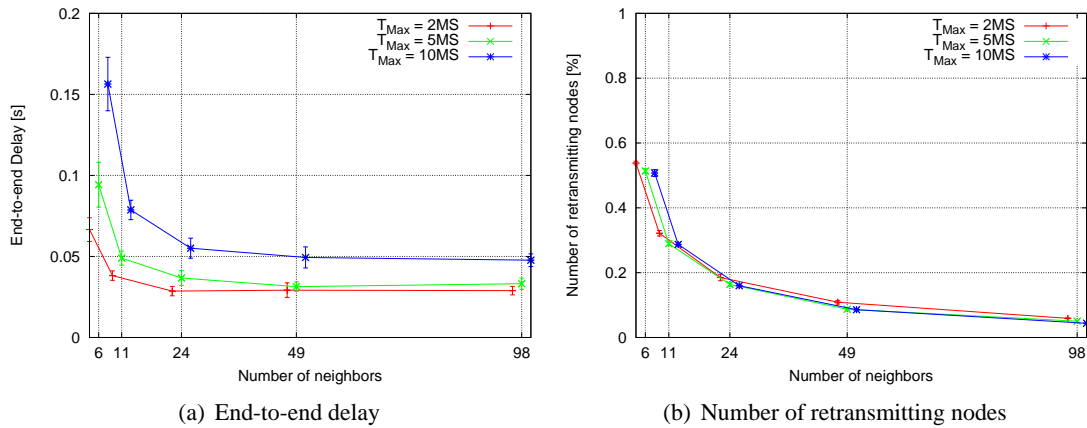 0.2
0.15
0.1
0.05
0
End-to-end Delay [s]
T_Max = 2MS
T_Max = 5MS
T_Max = 10MS
6 11 24 49 98
Number of neighbors
(a) End-to-end delay
1
0.8
0.6
0.4
0.2
0
Number of retransmitting nodes [%]
T_Max = 2MS
T_Max = 5MS
T_Max = 10MS
6 11 24 49 98
Number of neighbors
(b) Number of retransmitting nodes